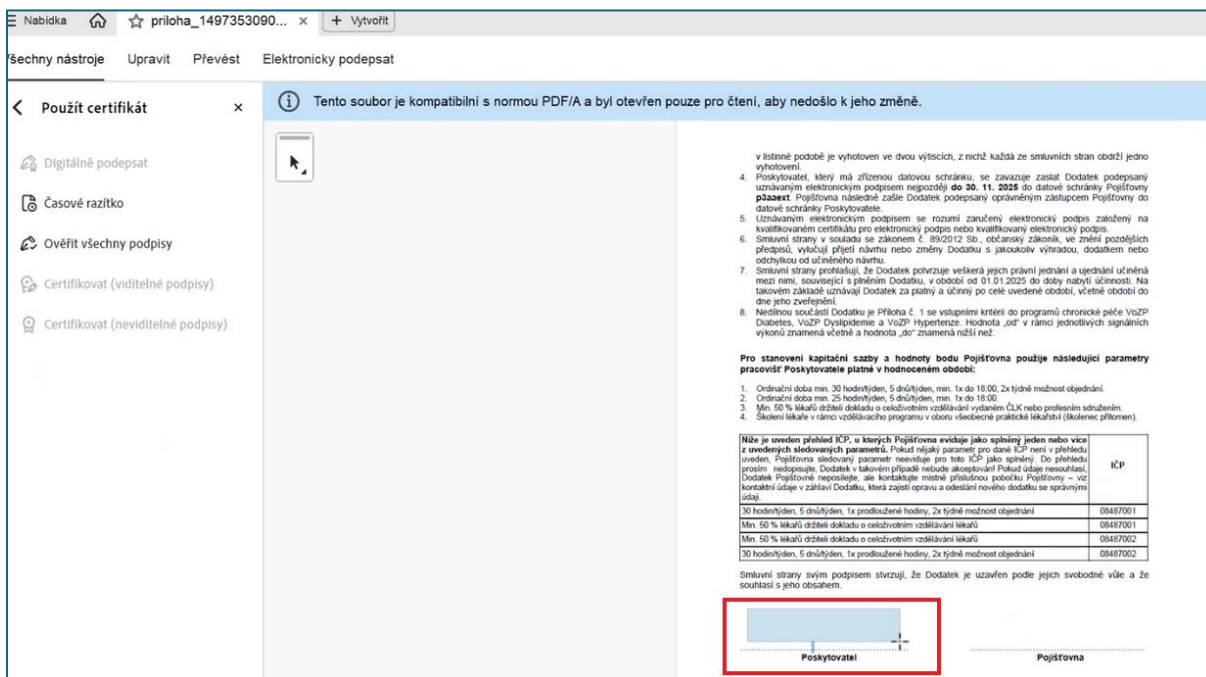 Nabídka priloha_1497353090... × + Vytvořit
Všechny nástroje Upravit Převést Elektronicky podepsat
Použít certifikát ×
Tento soubor je kompatibilní s normou PDF/A a byl otevřen pouze pro čtení, aby nedošlo k jeho změně.
Digitálně podepsat
Časové razítko
Ověřit všechny podpisy
Certifikovat (viditelné podpisy)
Certifikovat (neviditelné podpisy)
v listinné podobě je vyhotoven ve dvou výtiscích, z nichž každá ze smluvních stran obdrží jedno
vyhotovení.
4. Poskytovatel, který má zřízenou datovou schránku, se zavazuje zaslat Dodatek podepsaný
uznávaným elektronickým podpisem nejpozději do 30. 11. 2025 do datové schránky Pojišťovny
p3aaext. Pojišťovna následně zašle Dodatek podepsaný oprávněným zástupcem Pojišťovny do
datové schránky Poskytovatele.
5. Uznávaným elektronickým podpisem se rozumí zaručený elektronický podpis založený na
kvalifikovaném certifikátu pro elektronický podpis nebo kvalifikovaný elektronický podpis.
6. Smluvní strany v souladu se zákonem č. 89/2012 Sb., občanský zákoník, ve znění pozdějších
předpisů, vylučují přijetí návrhu nebo změny Dodatku s jakoukoliv výhradou, dodatkem nebo
odchylkou od učiněného návrhu.
7. Smluvní strany prohlašují, že Dodatek potvrzuje veškerá jejich právní jednání a ujednání učiněná
mezi nimi, související s plněním Dodatku, v období od 01.01.2025 do doby nabytí účinnosti. Na
takovém základě uznávají Dodatek za platný a účinný po celé uvedené období, včetně období do
dne jeho zveřejnění.
8. Nedílnou součástí Dodatku je Příloha č. 1 se vstupními kritérii do programů chronické péče VoZP
Diabetes, VoZP Dyslipidemie a VoZP Hypertenze. Hodnota „od“ v rámci jednotlivých signálních
výkonů znamená včetně a hodnota „do“ znamená nižší než.
Pro stanovení kapitační sazby a hodnoty bodu Pojišťovna použije následující parametry
pracovišť Poskytovatele platné v hodnoceném období:
1. Ordinační doba min. 30 hodin/týden, 5 dnů/týden, min. 1x do 18:00, 2x týdně možnost objednání.
2. Ordinační doba min. 25 hodin/týden, 5 dnů/týden, min. 1x do 18:00.
3. Min. 50 % lékařů držiteli dokladu o celoživotním vzdělávání vydaném ČLK nebo profesním sdružením.
4. Školení lékaře v rámci vzdělávacího programu v oboru všeobecné praktické lékařství (školenec přítomen).
Níže je uveden přehled IČP, u kterých Pojišťovna eviduje jako splněný jeden nebo více
z uvedených sledovaných parametrů. Pokud nějaký parametr pro dané IČP není v přehledu
uveden, Pojišťovna sledovaný parametr neeviduje pro toto IČP jako splněný. Do přehledu
prosím nedopisujte, Dodatek v takovém případě nebude akceptován! Pokud údaje nesouhlasí,
Dodatek Pojišťovně neposílejte, ale kontaktujte místně příslušnou pobočku Pojišťovny – viz
kontaktní údaje v záhlaví Dodatku, která zajistí opravu a odeslání nového dodatku se správnými
údaji.
IČP
30 hodin/týden, 5 dnů/týden, 1x prodloužené hodiny, 2x týdně možnost objednání 08487001
Min. 50 % lékařů držiteli dokladu o celoživotním vzdělávání lékařů 08487001
Min. 50 % lékařů držiteli dokladu o celoživotním vzdělávání lékařů 08487002
30 hodin/týden, 5 dnů/týden, 1x prodloužené hodiny, 2x týdně možnost objednání 08487002
Smluvní strany svým podpisem stvrzují, že Dodatek je uzavřen podle jejich svobodné vůle a že
souhlasí s jeho obsahem.
Poskytovatel Pojišťovna